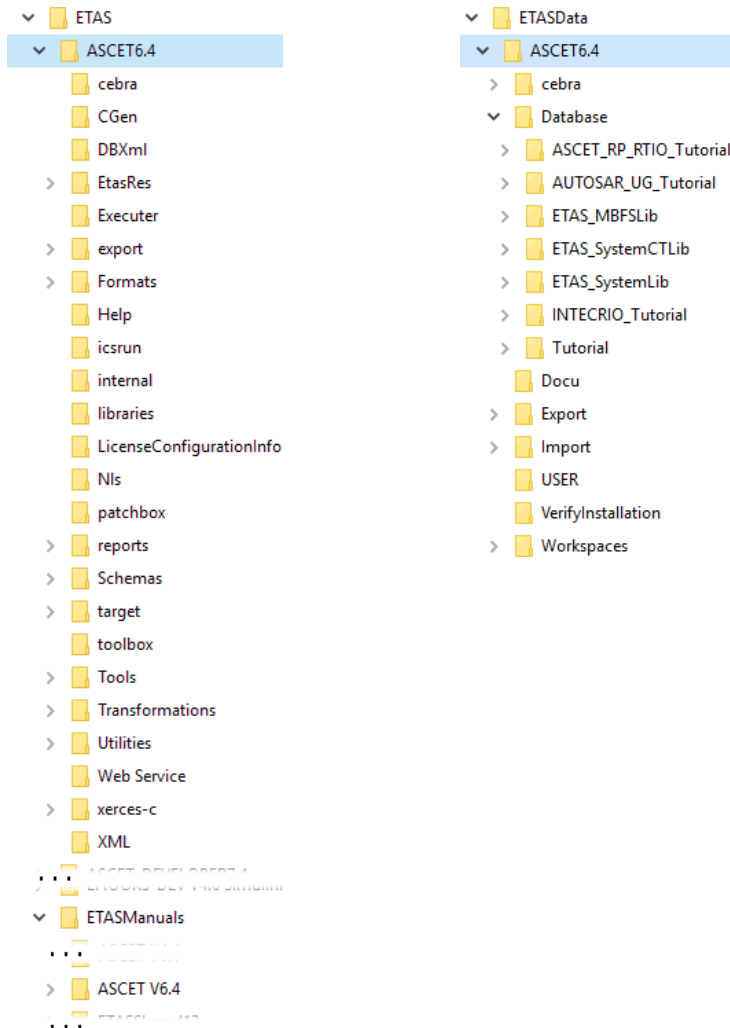 ETAS
ASCET6.4
cebra
CGen
DBXml
EtasRes
Executer
export
Formats
Help
icsrun
internal
libraries
LicenseConfigurationInfo
Nls
patchbox
reports
Schemas
target
toolbox
Tools
Transformations
Utilities
Web Service
xerces-c
XML
...
ETASManuals
...
ASCET V6.4
...
ETASData
ASCET6.4
cebra
Database
ASCET_RP_RTIO_Tutorial
AUTOSAR_UG_Tutorial
ETAS_MBFSLib
ETAS_SystemCTLib
ETAS_SystemLib
INTECRIO_Tutorial
Tutorial
Docu
Export
Import
USER
VerifyInstallation
Workspaces